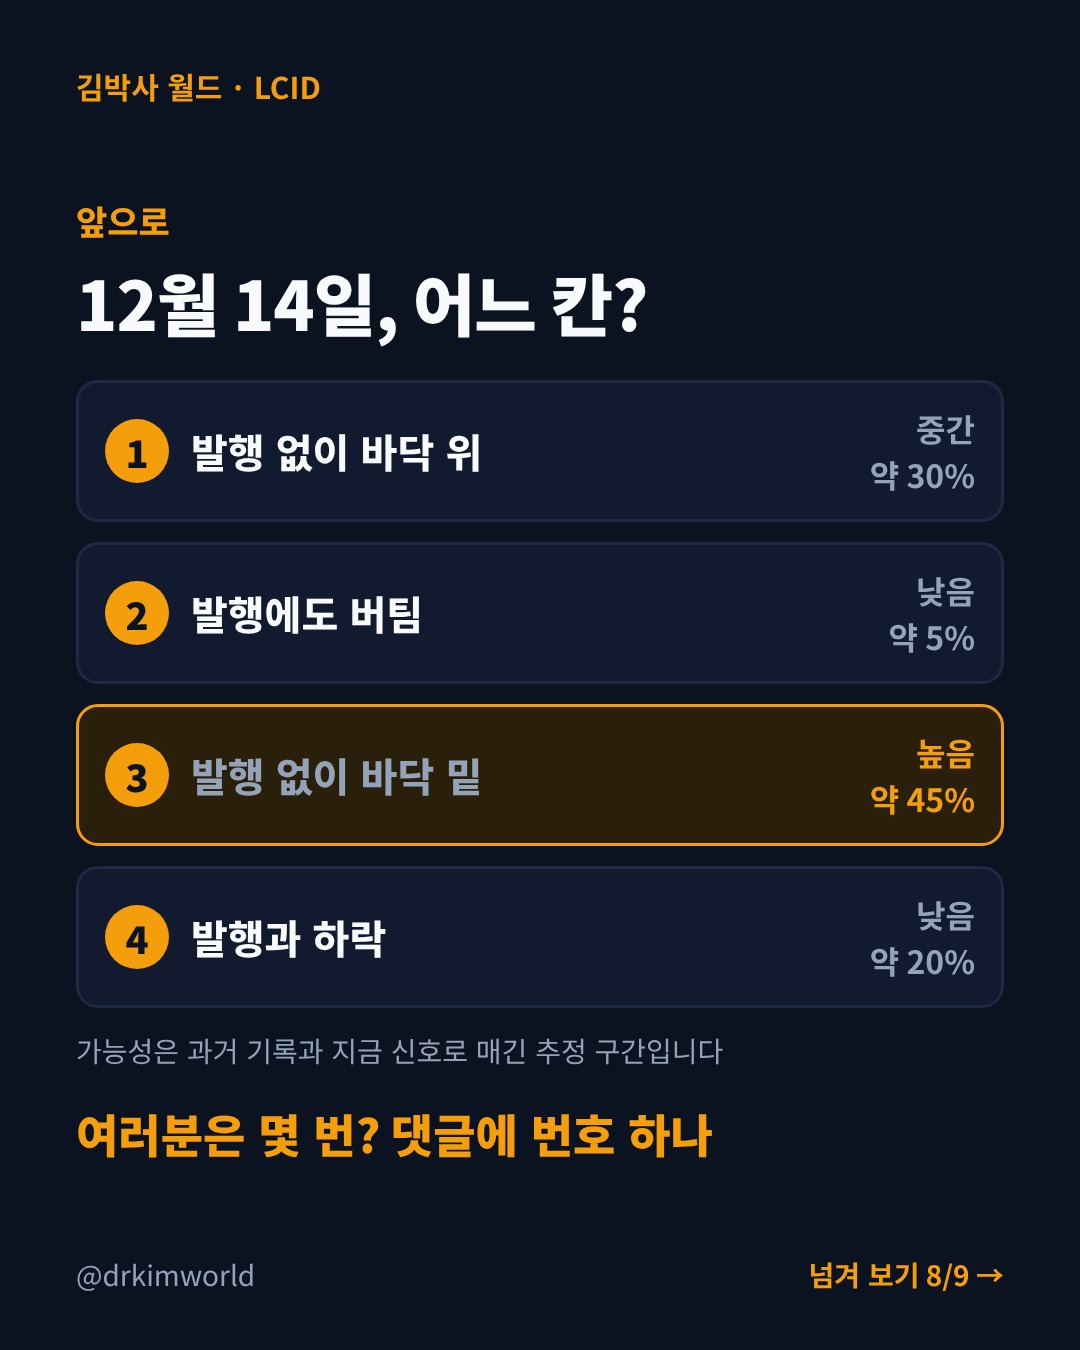 김박사 월드 · LCID
앞으로
12월 14일, 어느 칸?
1 발행 없이 바닥 위
중간
약 30%
2 발행에도 버팀
낮음
약 5%
3 발행 없이 바닥 밑
높음
약 45%
4 발행과 하락
낮음
약 20%
가능성은 과거 기록과 지금 신호로 매긴 추정 구간입니다
여러분은 몇 번? 댓글에 번호 하나
@drkimworld
넘겨 보기 8/9 →